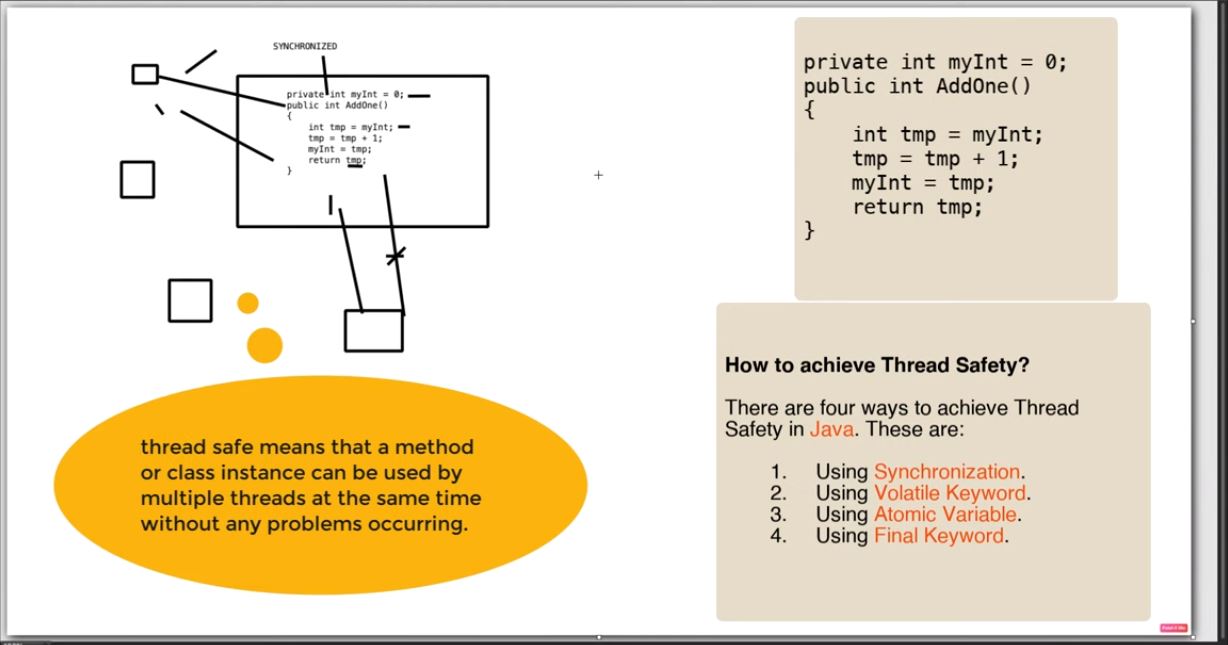 SYNCHRONIZED
private int myInt = 0;
public int AddOne()
{
int tmp = myInt;
tmp = tmp + 1;
myInt = tmp;
return tmp;
}
thread safe means that a method
or class instance can be used by
multiple threads at the same time
without any problems occurring.
private int myInt = 0;
public int AddOne()
{
int tmp = myInt;
tmp = tmp + 1;
myInt = tmp;
return tmp;
}
How to achieve Thread Safety?
There are four ways to achieve Thread
Safety in Java. These are:
1. Using Synchronization.
2. Using Volatile Keyword.
3. Using Atomic Variable.
4. Using Final Keyword.